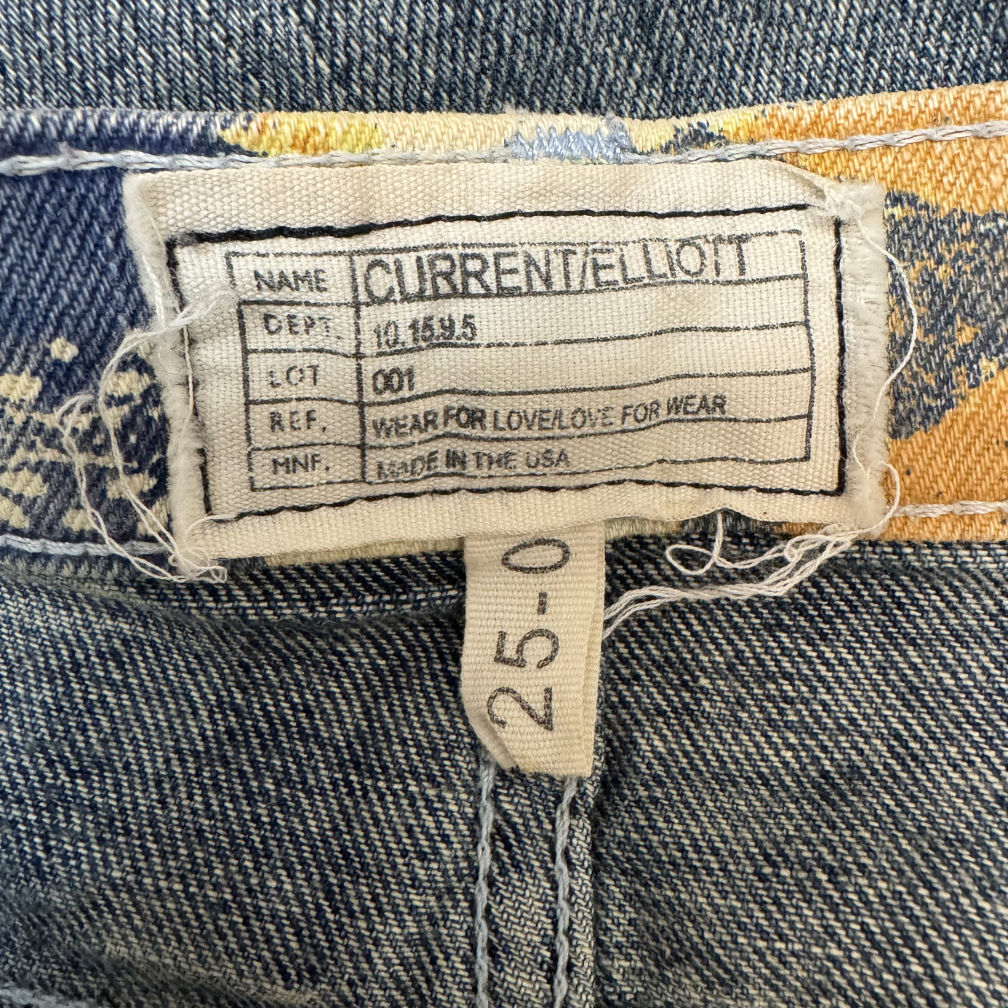 NAME CURRENT/ELLIOTT
DEPT. 10.15.9.5
LOT 001
REF. WEAR FOR LOVE/LOVE FOR WEAR
MNF. MADE IN THE USA
25-0